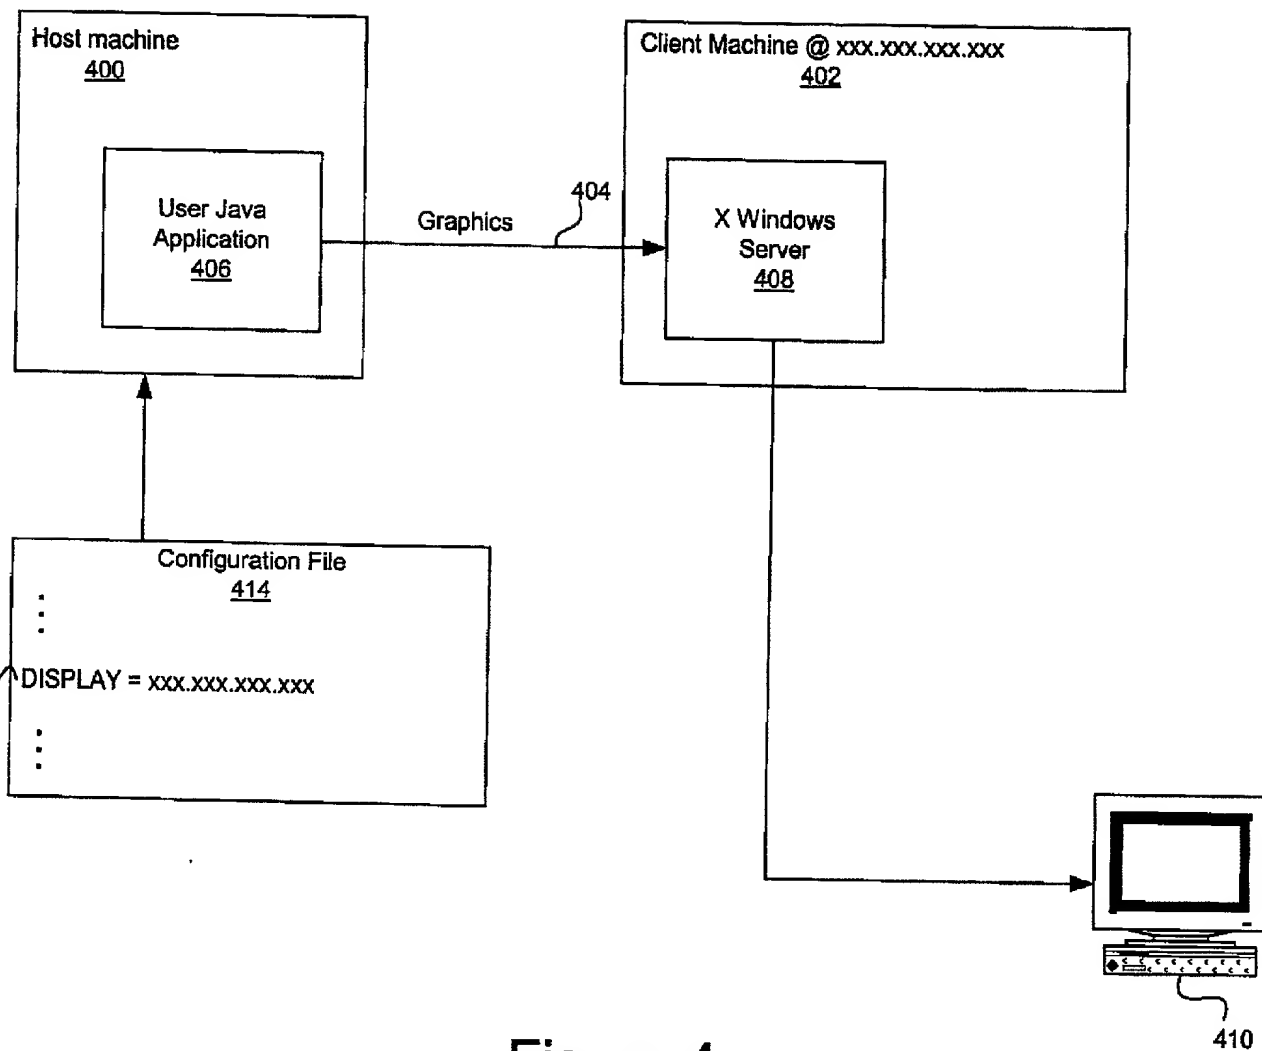 Host machine
400
Client Machine @ xxx.xxx.xxx.xxx
402
User Java
Application
406
Graphics
404
X Windows
Server
408
Configuration File
414
DISPLAY = xxx.xxx.xxx.xxx
410